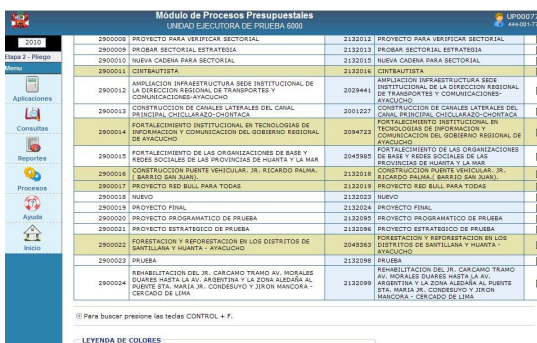 Módulo de Procesos Presupuestales
UNIDAD EJECUTORA DE PRUEBA 6000
UP00077
444-001-77
2010
Etapa 2 - Pliego
Menu
Aplicaciones
Consultas
Reportes
Procesos
Ayuda
Inicio
2900008 PROYECTO PARA VERIFICAR SECTORIAL 2132012 PROYECTO PARA VERIFICAR SECTORIAL
2900009 PROBAR SECTORIAL ESTRATEGIA 2132013 PROBAR SECTORIAL ESTRATEGIA
2900010 NUEVA CADENA PARA SECTORIAL 2132015 NUEVA CADENA PARA SECTORIAL
2900011 CINTBAUTISTA 2132016 CINTBAUTISTA
2900012 AMPLIACION INFRAESTRUCTURA SEDE INSTITUCIONAL DE
LA DIRECCION REGIONAL DE TRANSPORTES Y
COMUNICACIONES-AYACUCHO
2029441 AMPLIACION INFRAESTRUCTURA SEDE
INSTITUCIONAL DE LA DIRECCION REGIONAL
DE TRANSPORTES Y COMUNICACIONES-
AYACUCHO
2900013 CONSTRUCCION DE CANALES LATERALES DEL CANAL
PRINCIPAL CHICLLARAZO-CHONTACA
2001227 CONSTRUCCION DE CANALES LATERALES DEL
CANAL PRINCIPAL CHICLLARAZO-CHONTACA
2900014 FORTALECIMIENTO INSTITUCIONAL EN TECNOLOGIAS DE
INFORMACION Y COMUNICACION DEL GOBIERNO REGIONAL
DE AYACUCHO
2094723 FORTALECIMIENTO INSTITUCIONAL EN
TECNOLOGIAS DE INFORMACION Y
COMUNICACION DEL GOBIERNO REGIONAL DE
AYACUCHO
2900015 FORTALECIMIENTO DE LAS ORGANIZACIONES DE BASE Y
REDES SOCIALES DE LAS PROVINCIAS DE HUANTA Y LA MAR
2045985 FORTALECIMIENTO DE LAS ORGANIZACIONES
DE BASE Y REDES SOCIALES DE LAS
PROVINCIAS DE HUANTA Y LA MAR
2900016 CONSTRUCCION PUENTE VEHICULAR. JR. RICARDO PALMA.
( BARRIO SAN JUAN).
2132018 CONSTRUCCION PUENTE VEHICULAR. JR.
RICARDO PALMA.( BARRIO SAN JUAN).
2900017 PROYECTO RED BULL PARA TODAS 2132019 PROYECTO RED BULL PARA TODAS
2900018 NUEVO 2132023 NUEVO
2900019 PROYECTO FINAL 2132024 PROYECTO FINAL
2900020 PROYECTO PROGRAMATICO DE PRUEBA 2132095 PROYECTO PROGRAMATICO DE PRUEBA
2900021 PROYECTO ESTRATEGICO DE PRUEBA 2132096 PROYECTO ESTRATEGICO DE PRUEBA
2900022 FORESTACION Y REFORESTACION EN LOS DISTRITOS DE
SANTILLANA Y HUANTA - AYACUCHO
2045363 FORESTACION Y REFORESTACION EN LOS
DISTRITOS DE SANTILLANA Y HUANTA -
AYACUCHO
2900023 PRUEBA 2132098 PRUEBA
2900024 REHABILITACION DEL JR. CARCAMO TRAMO AV. MORALES
DUARES HASTA LA AV. ARGENTINA Y LA ZONA ALEDAÑA AL
PUENTE STA. MARIA JR. CONDESUYO Y JIRON MANCORA -
CERCADO DE LIMA
2132099 REHABILITACION DEL JR. CARCAMO TRAMO
AV. MORALES DUARES HASTA LA AV.
ARGENTINA Y LA ZONA ALEDAÑA AL PUENTE
STA. MARIA JR. CONDESUYO Y JIRON
MANCORA - CERCADO DE LIMA
Para buscar presione las teclas CONTROL + F.
LEYENDA DE COLORES